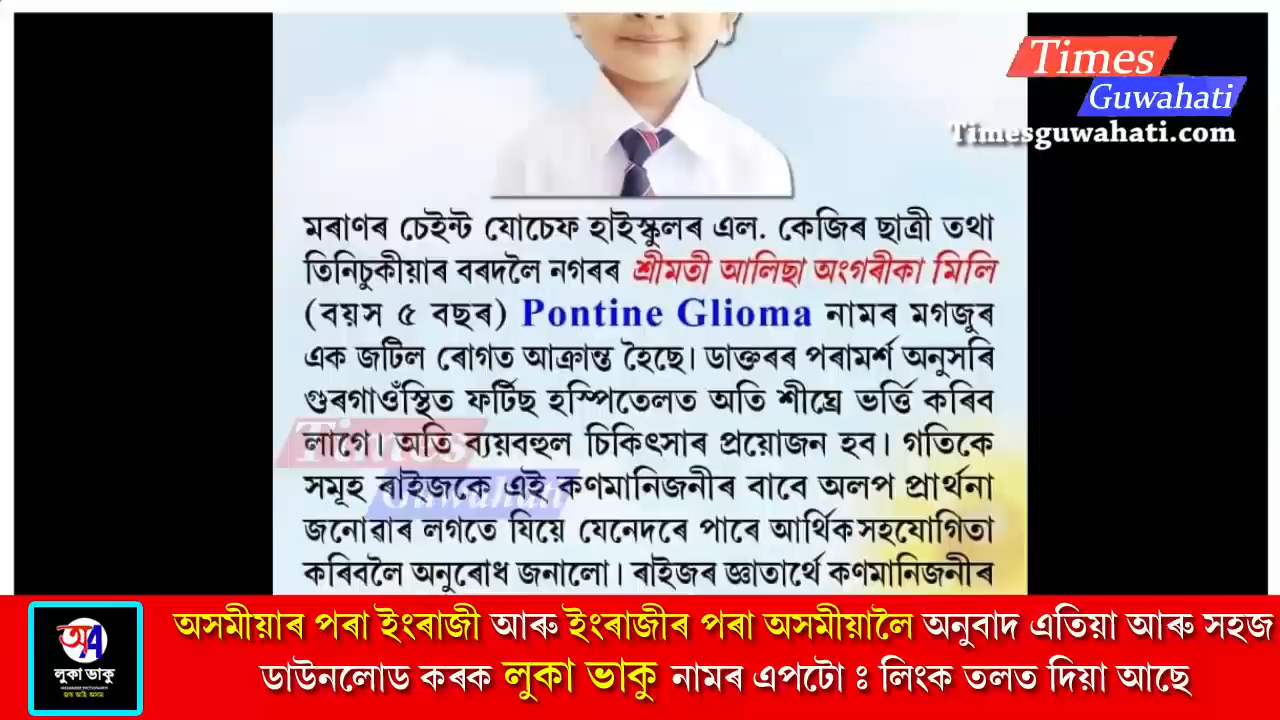 Times
Guwahati
Timesguwahati.com
মৰাণৰ চেইন্ট যোচেফ হাইস্কুলৰ এল. কেজিৰ ছাত্ৰী তথা
তিনিচুকীয়াৰ বৰদলৈ নগৰৰ শ্ৰীমতী আলিছা অংগৰীকা মিলি
(বয়স ৫ বছৰ) Pontine Glioma নামৰ মগজুৰ
এক জটিল ৰোগত আক্ৰান্ত হৈছে। ডাক্তৰৰ পৰামৰ্শ অনুসৰি
গুৰগাওঁস্থিত ফৰ্টিছ হস্পিতেলত অতি শীঘ্ৰে ভৰ্ত্তি কৰিব
লাগে। অতি ব্যয়বহুল চিকিৎসাৰ প্ৰয়োজন হব। গতিকে
সমূহ ৰাইজকে এই কণমানিজনীৰ বাবে অলপ প্ৰাৰ্থনা
জনোৱাৰ লগতে যিয়ে যেনেদৰে পাৰে আৰ্থিক সহযোগিতা
কৰিবলৈ অনুৰোধ জনালো। ৰাইজৰ জ্ঞাতাৰ্থে কণমানিজনীৰ
Times
Guwahati
অসমীয়াৰ পৰা ইংৰাজী আৰু ইংৰাজীৰ পৰা অসমীয়ালৈ অনুবাদ এতিয়া আৰু সহজ
ডাউনলোড কৰক লুকা ভাকু নামৰ এপটো ঃ লিংক তলত দিয়া আছে
অA
লুকা ভাকু